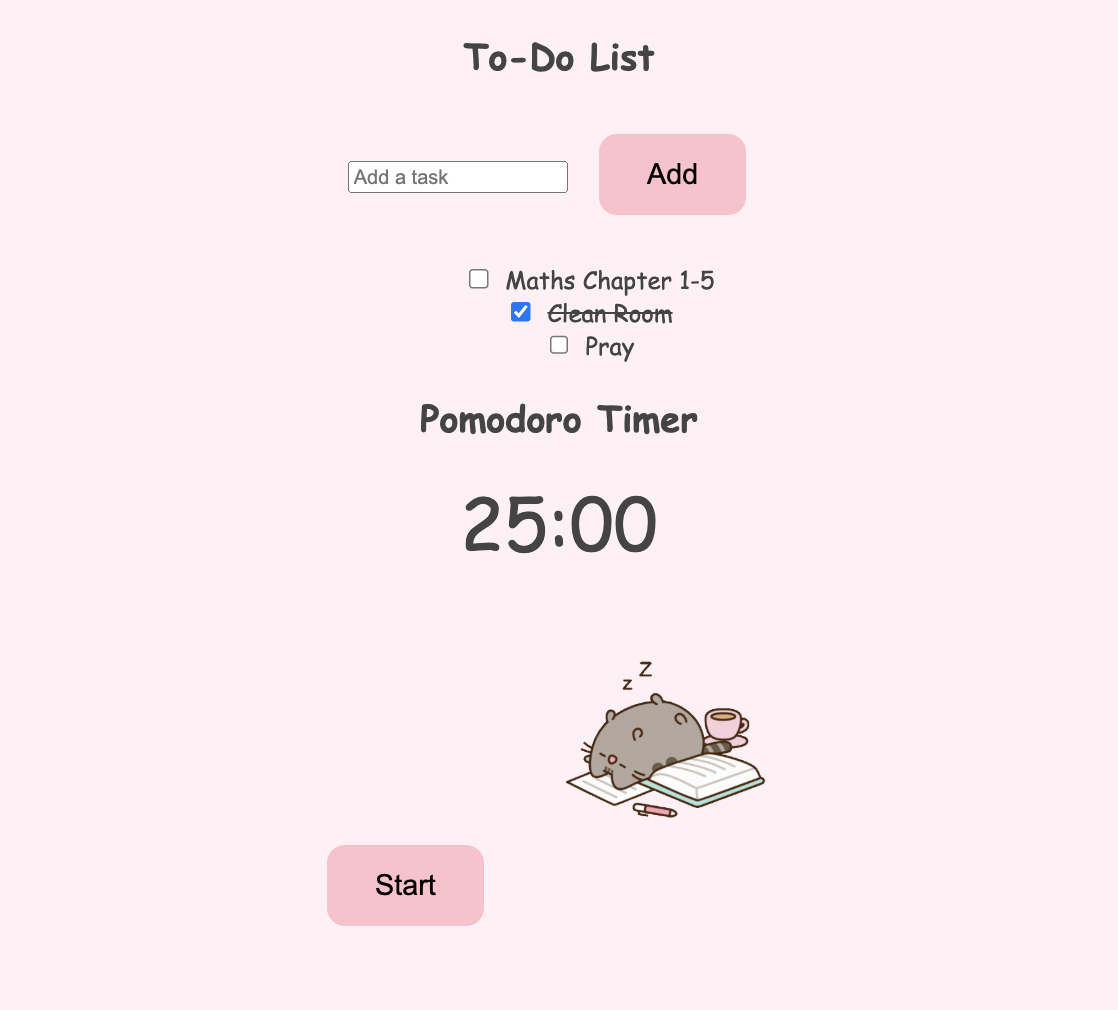 To-Do List
Add a task Add
Maths Chapter 1-5
Clean Room
Pray
Pomodoro Timer
25:00
z Z
Start